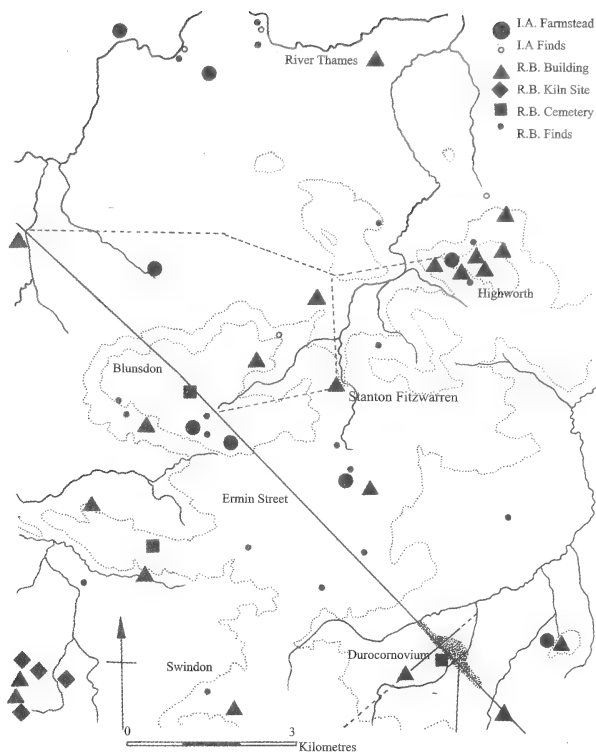 I.A. Farmstead
I.A Finds
River Thames
R.B. Building
R.B. Kiln Site
R.B. Cemetery
R.B. Finds
Highworth
Blunsdon
Stanton Fitzwarren
Ermin Street
Durocornovium
Swindon
0 3
Kilometres